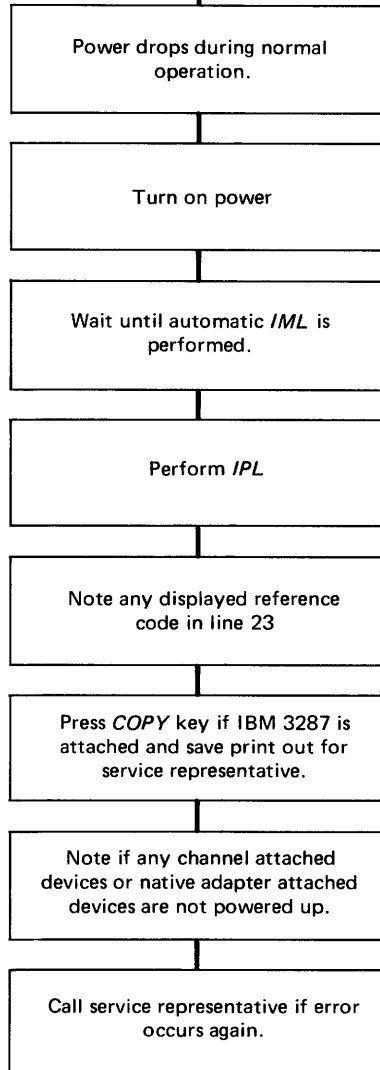 Power drops during normal
operation.
Turn on power
Wait until automatic IML is
performed.
Perform IPL
Note any displayed reference
code in line 23
Press COPY key if IBM 3287 is
attached and save print out for
service representative.
Note if any channel attached
devices or native adapter attached
devices are not powered up.
Call service representative if error
occurs again.